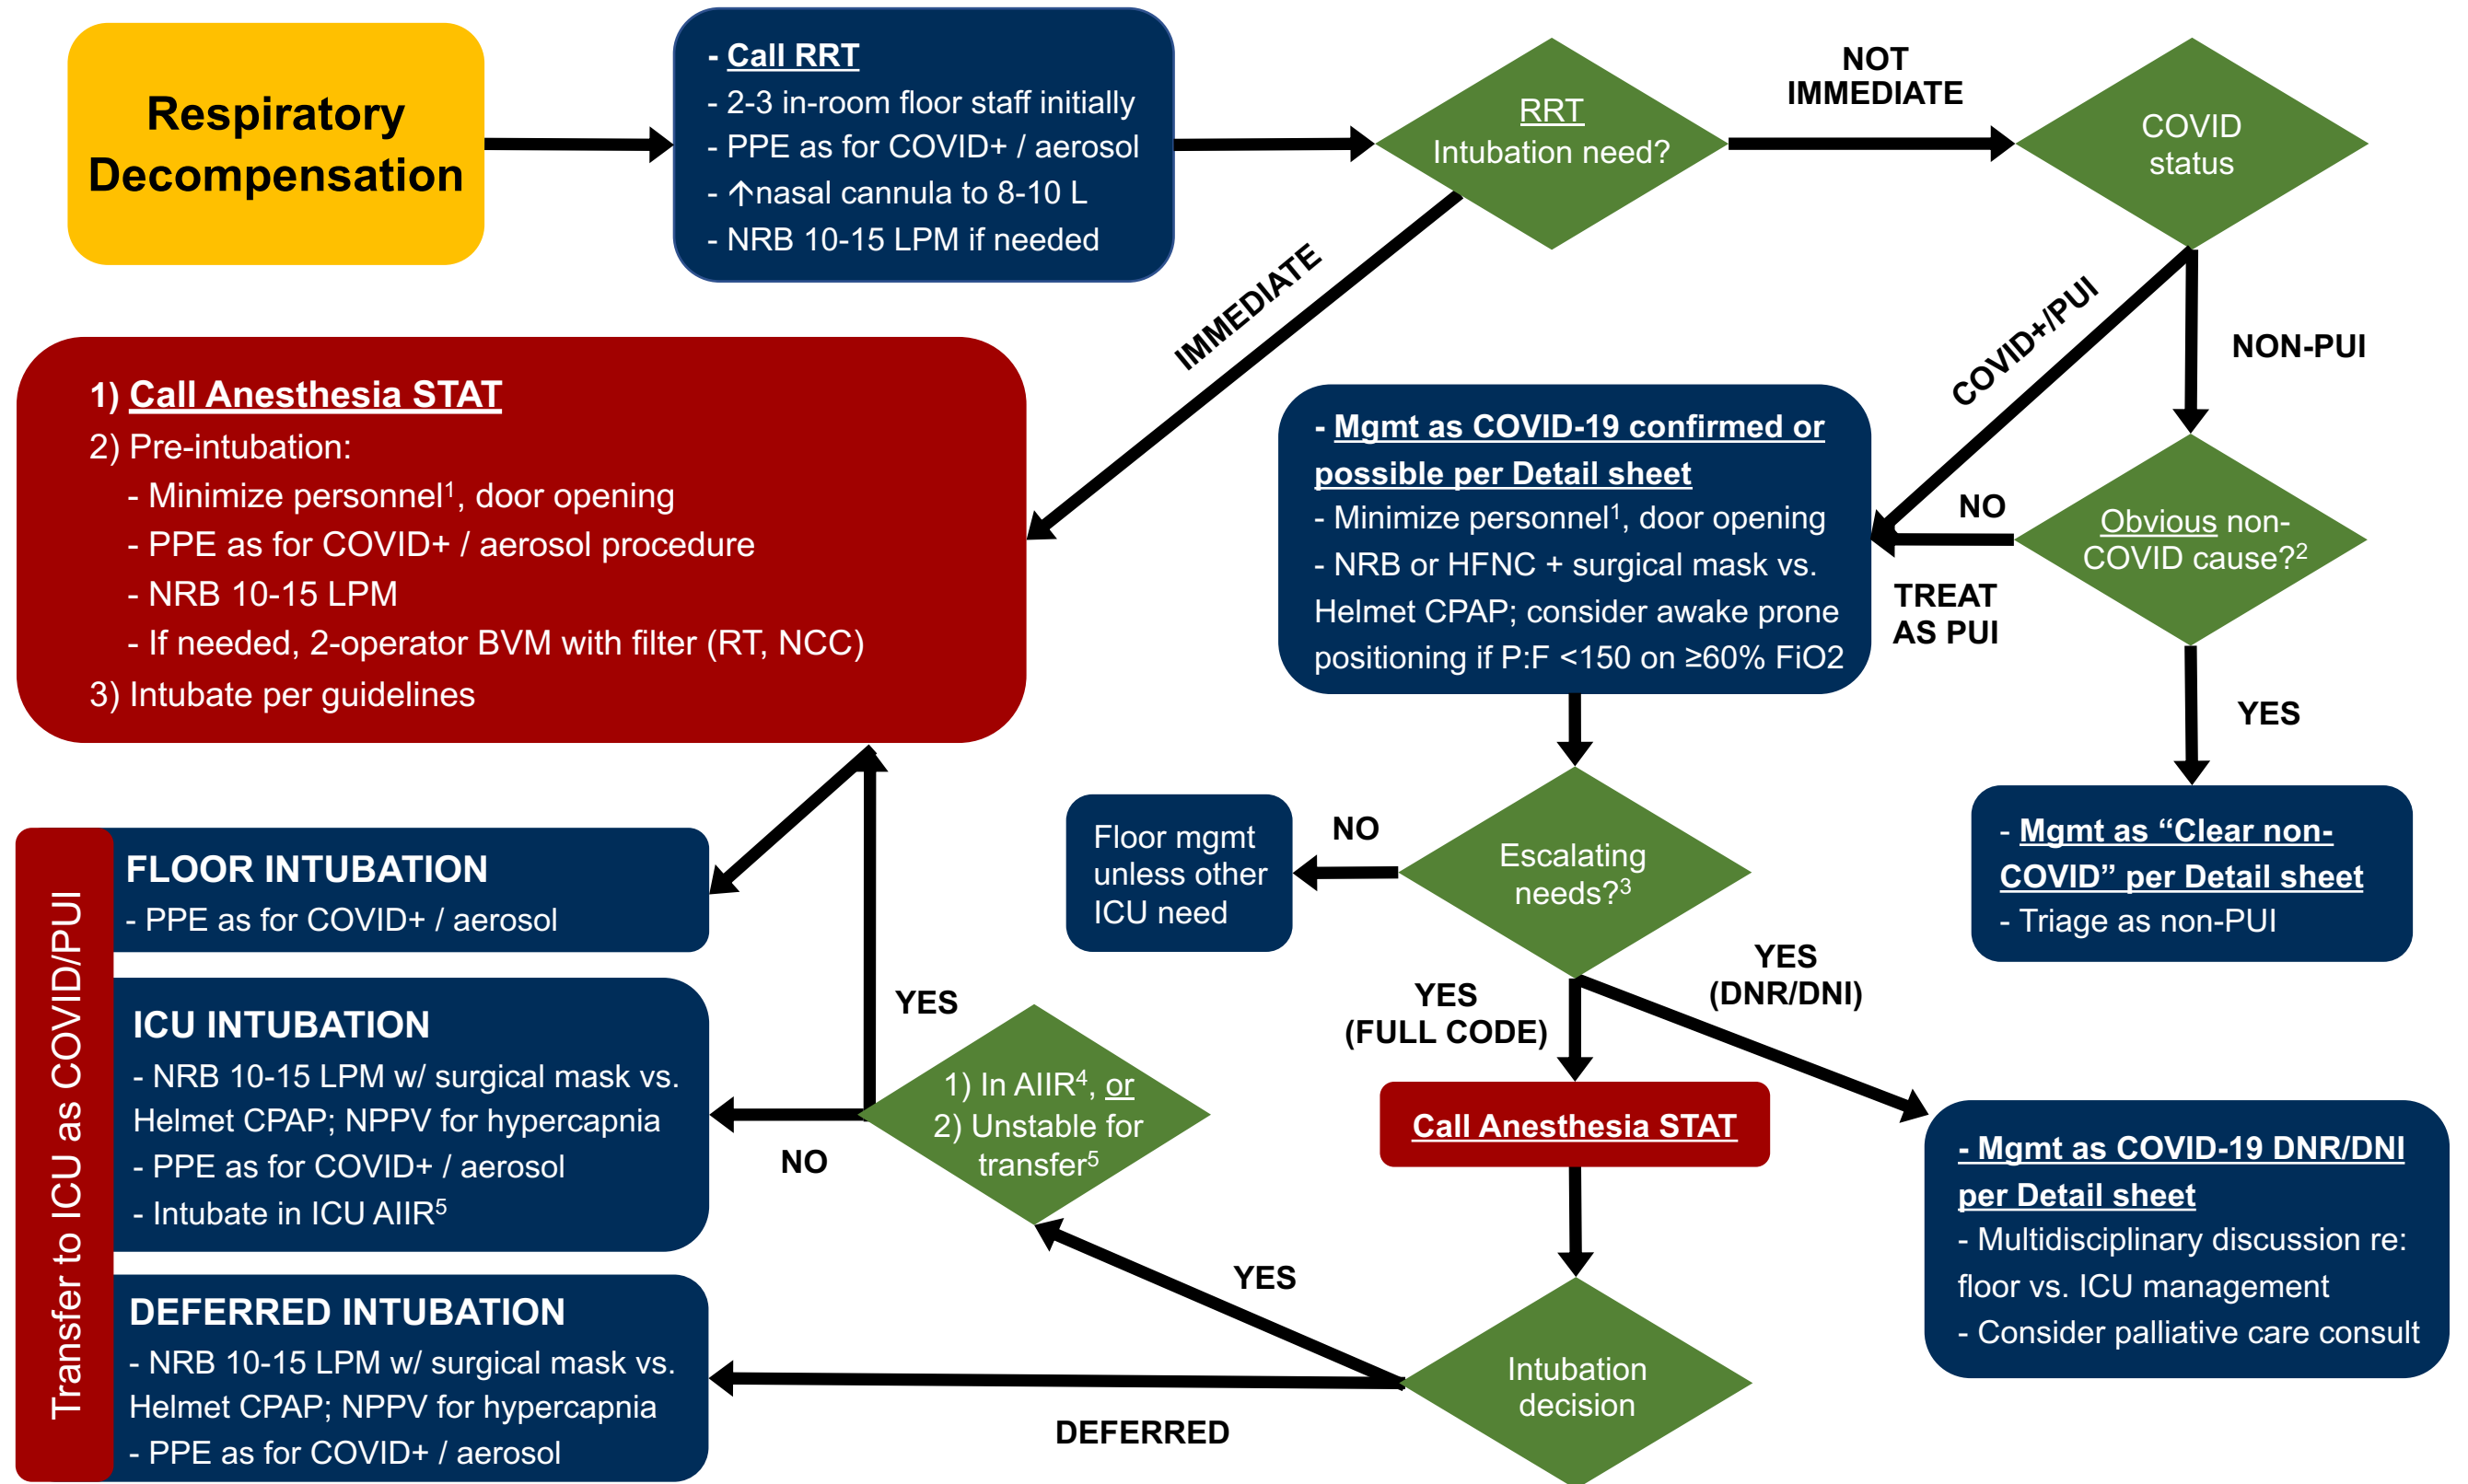 Respiratory
Decompensation
- Call RRT
- 2-3 in-room floor staff initially
- PPE as for COVID+ / aerosol
- ↑nasal cannula to 8-10 L
- NRB 10-15 LPM if needed
RRT
Intubation need?
NOT
IMMEDIATE
COVID
status
IMMEDIATE
COVID+/PUI
NON-PUI
1) Call Anesthesia STAT
2) Pre-intubation:
- Minimize personnel¹, door opening
- PPE as for COVID+ / aerosol procedure
- NRB 10-15 LPM
- If needed, 2-operator BVM with filter (RT, NCC)
3) Intubate per guidelines
- Mgmt as COVID-19 confirmed or
possible per Detail sheet
- Minimize personnel¹, door opening
- NRB or HFNC + surgical mask vs.
Helmet CPAP; consider awake prone
positioning if P:F <150 on ≥60% FiO2
NO
TREAT
AS PUI
Obvious non-
COVID cause?²
YES
- Mgmt as “Clear non-
COVID” per Detail sheet
- Triage as non-PUI
Escalating
needs?³
NO
Floor mgmt
unless other
ICU need
YES
(FULL CODE)
YES
(DNR/DNI)
Call Anesthesia STAT
- Mgmt as COVID-19 DNR/DNI
per Detail sheet
- Multidisciplinary discussion re:
floor vs. ICU management
- Consider palliative care consult
Intubation
decision
YES
DEFERRED
1) In AIIR⁴, or
2) Unstable for
transfer⁵
YES
NO
Transfer to ICU as COVID/PUI
FLOOR INTUBATION
- PPE as for COVID+ / aerosol
ICU INTUBATION
- NRB 10-15 LPM w/ surgical mask vs.
Helmet CPAP; NPPV for hypercapnia
- PPE as for COVID+ / aerosol
- Intubate in ICU AIIR⁵
DEFERRED INTUBATION
- NRB 10-15 LPM w/ surgical mask vs.
Helmet CPAP; NPPV for hypercapnia
- PPE as for COVID+ / aerosol